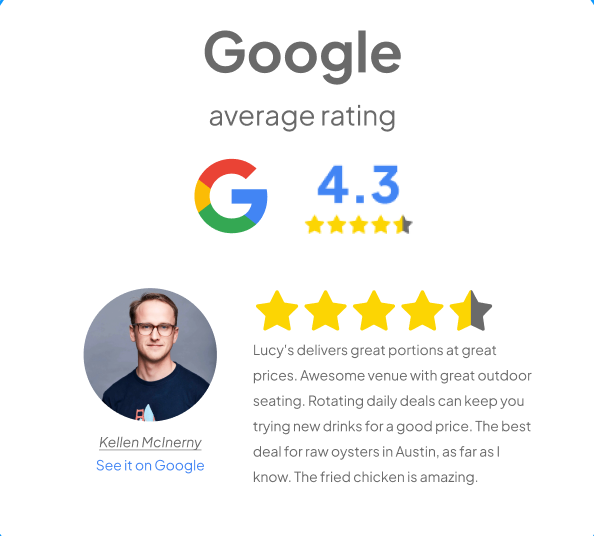 Google
average rating
4.3
Lucy's delivers great portions at great
prices. Awesome venue with great outdoor
seating. Rotating daily deals can keep you
trying new drinks for a good price. The best
deal for raw oysters in Austin, as far as I
know. The fried chicken is amazing.
Kellen McInerny
See it on Google